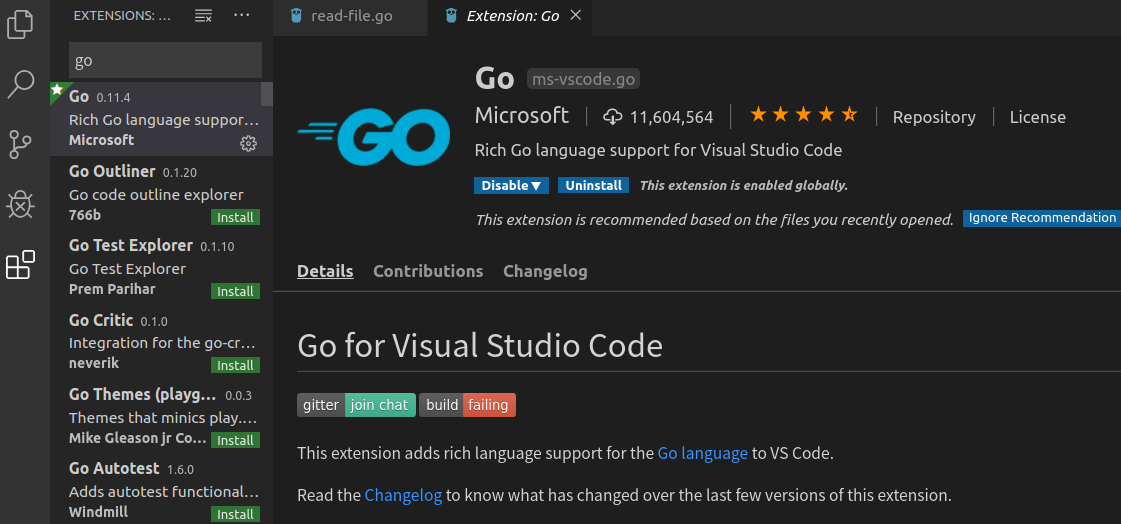 EXTENSIONS: ...
go
Go 0.11.4
Rich Go language suppor...
Microsoft
Go Outliner 0.1.20
Go code outline explorer
766b
Install
Go Test Explorer 0.1.10
Go Test Explorer
Prem Parihar
Install
Go Critic 0.1.0
Integration for the go-cr...
neverik
Install
Go Themes (playg... 0.0.3
Themes that minics play....
Mike Gleason jr Co...
Install
Go Autotest 1.6.0
Adds autotest functional...
Windmill
Install
read-file.go
Extension: Go
GO
Go ms-vscode.go
Microsoft | 11,604,564 | | Repository | License
Rich Go language support for Visual Studio Code
Disable▼ Uninstall This extension is enabled globally.
This extension is recommended based on the files you recently opened. Ignore Recommendation
Details Contributions Changelog
Go for Visual Studio Code
gitter join chat build failing
This extension adds rich language support for the Go language to VS Code.
Read the Changelog to know what has changed over the last few versions of this extension.